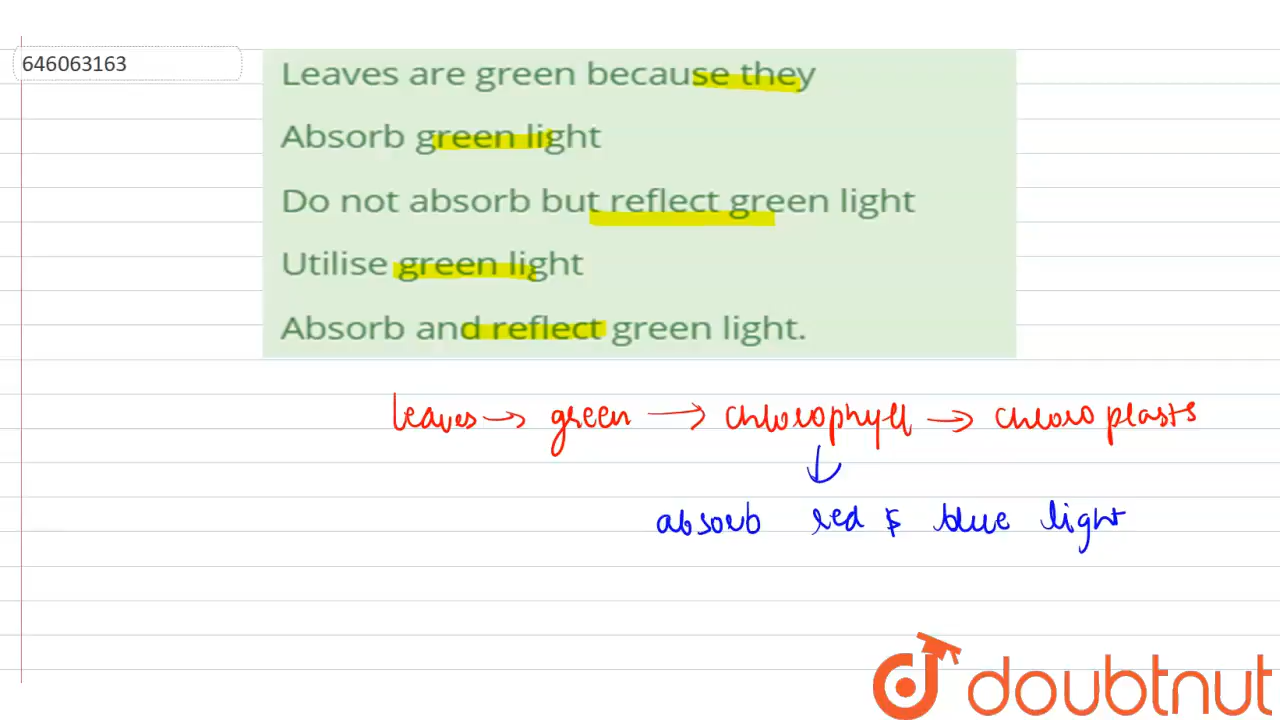 646063163
Leaves are green because they
Absorb green light
Do not absorb but reflect green light
Utilise green light
Absorb and reflect green light.
leaves → green → chlorophyll → chloroplasts
↓
absorb red & blue light
doubtnut